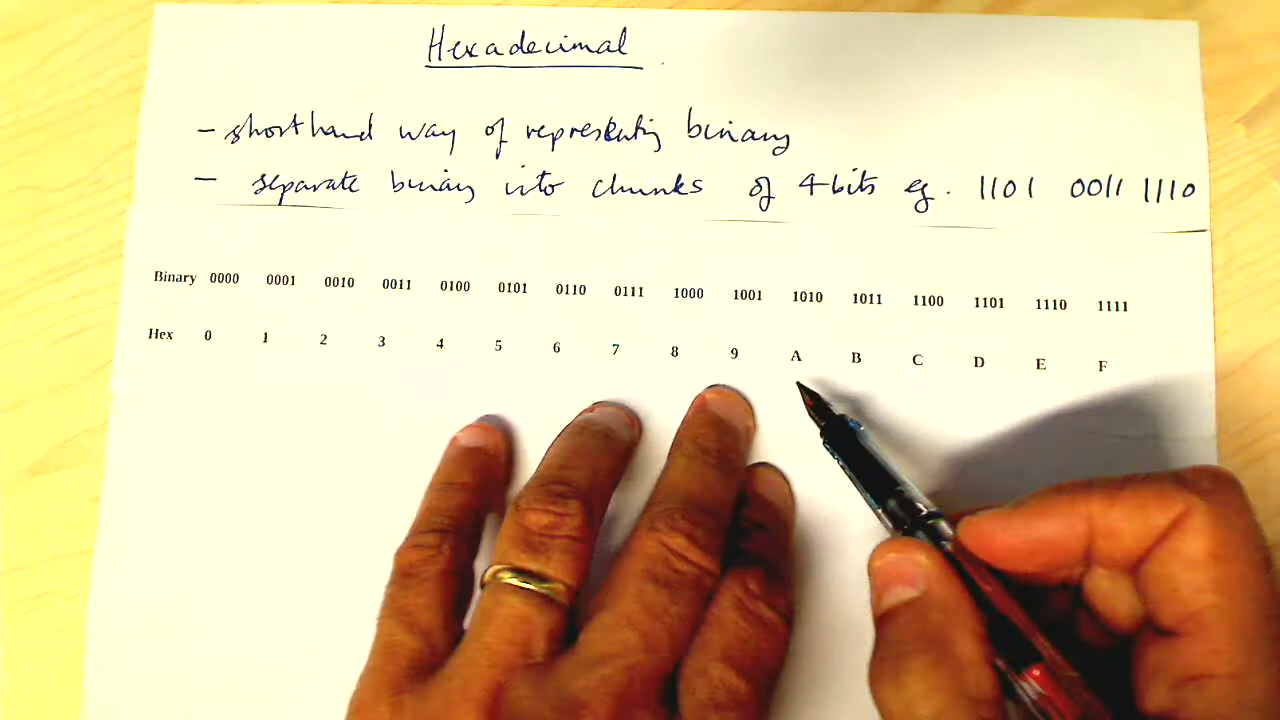 Hexadecimal
- shorthand way of representing binary
- separate binary into chunks of 4 bits eg. 1101 0011 1110
Binary 0000 0001 0010 0011 0100 0101 0110 0111 1000 1001 1010 1011 1100 1101 1110 1111
Hex 0 1 2 3 4 5 6 7 8 9 A B C D E F